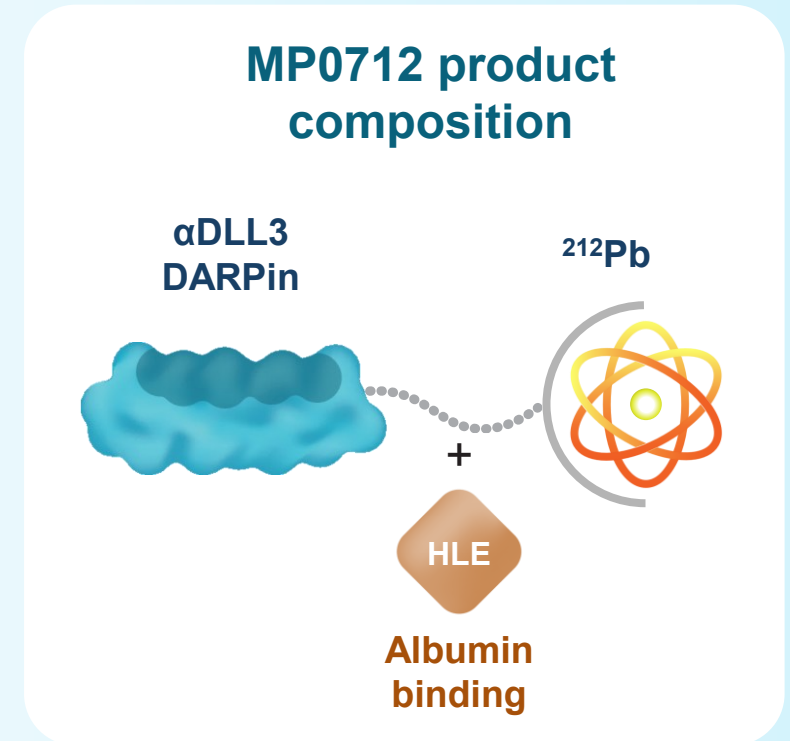 MP0712 product
composition
αDLL3
DARPin
²¹²Pb
+
HLE
Albumin
binding